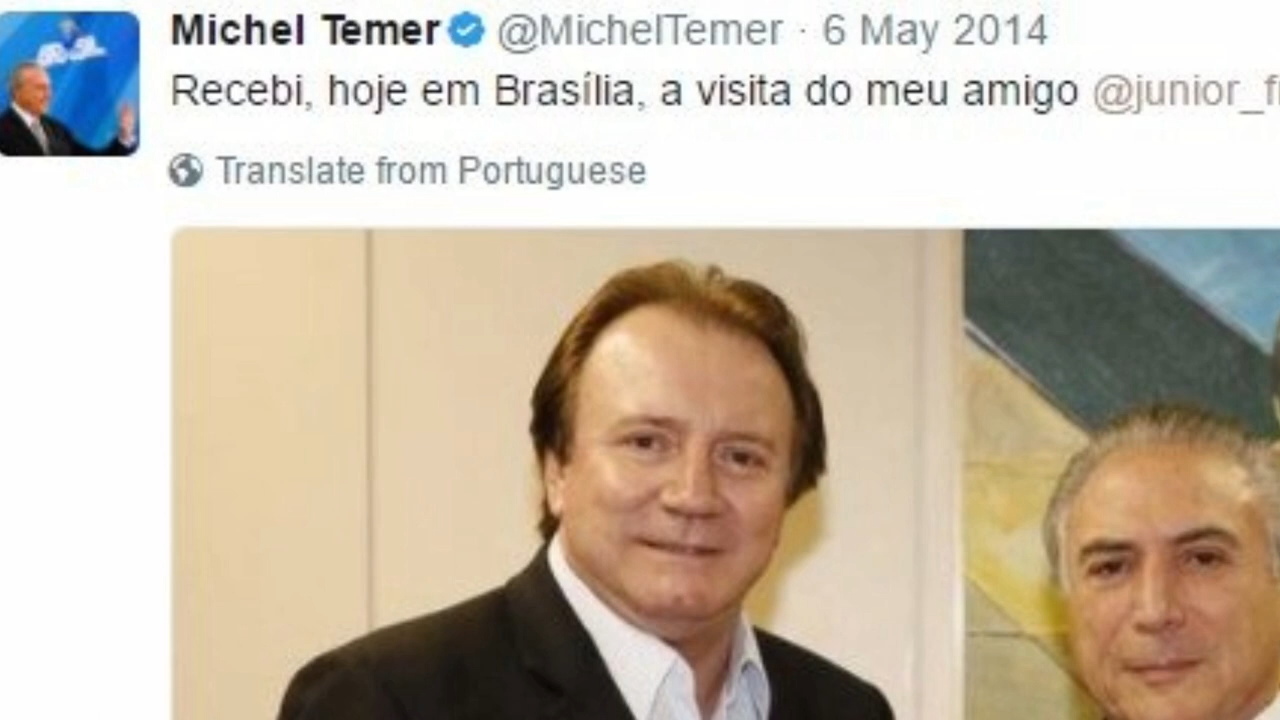 Michel Temer @MichelTemer · 6 May 2014
Recebi, hoje em Brasília, a visita do meu amigo
Translate from Portuguese